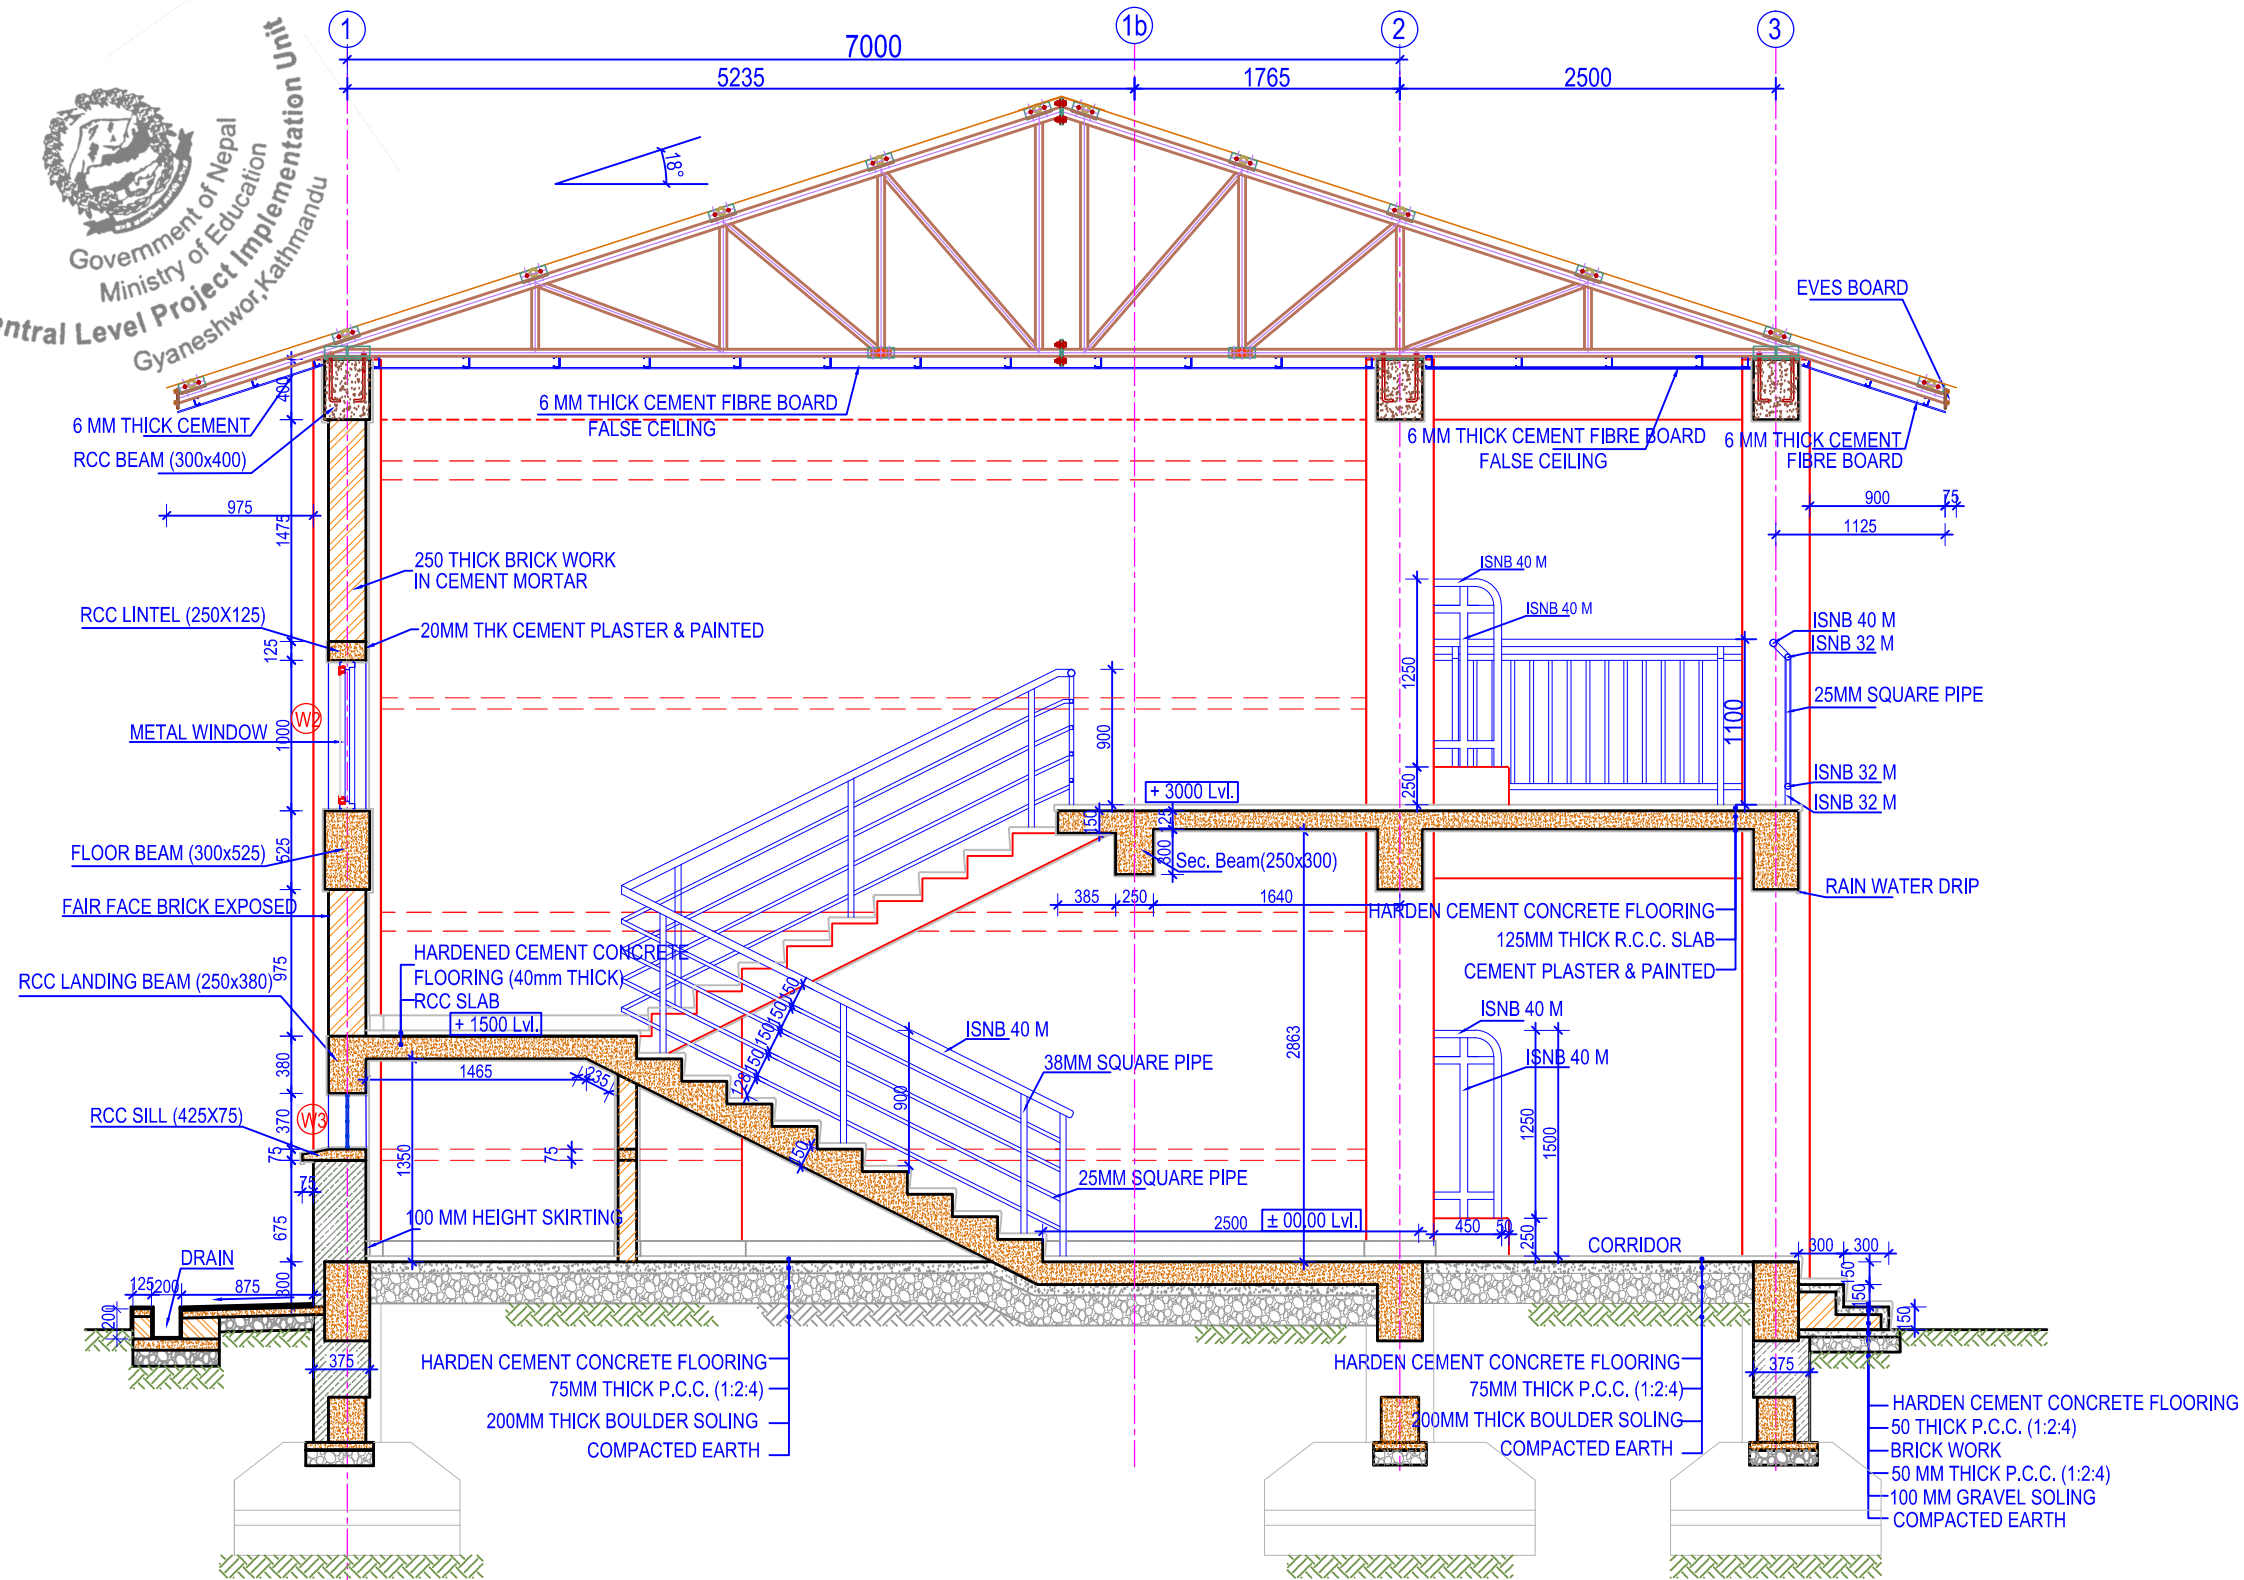 1
1b
2
3
7000
5235
1765
2500
Government of Nepal
Ministry of Education
Central Level Project Implementation Unit
Gyaneshwor,Kathmandu
18°
EVES BOARD
400
6 MM THICK CEMENT
RCC BEAM (300x400)
6 MM THICK CEMENT FIBRE BOARD
FALSE CEILING
6 MM THICK CEMENT FIBRE BOARD
FALSE CEILING
6 MM THICK CEMENT
FIBRE BOARD
975
1475
900
75
1125
250 THICK BRICK WORK
IN CEMENT MORTAR
RCC LINTEL (250X125)
20MM THK CEMENT PLASTER & PAINTED
125
ISNB 40 M
ISNB 40 M
ISNB 40 M
ISNB 32 M
25MM SQUARE PIPE
1250
1100
250
W2
METAL WINDOW
1000
900
+ 3000 Lvl.
ISNB 32 M
ISNB 32 M
150
125
300
Sec. Beam(250x300)
FLOOR BEAM (300x525)
525
RAIN WATER DRIP
385
250
1640
FAIR FACE BRICK EXPOSED
HARDEN CEMENT CONCRETE FLOORING
125MM THICK R.C.C. SLAB
CEMENT PLASTER & PAINTED
HARDENED CEMENT CONCRETE
FLOORING (40mm THICK)
RCC SLAB
975
RCC LANDING BEAM (250x380)
+ 1500 Lvl.
150
150
150
150
128
ISNB 40 M
38MM SQUARE PIPE
2863
ISNB 40 M
ISNB 40 M
380
1465
235
900
RCC SILL (425X75)
W3
370
75
1350
75
150
1250
1500
75
25MM SQUARE PIPE
675
100 MM HEIGHT SKIRTING
2500
± 00.00 Lvl.
450
50
250
CORRIDOR
300
300
DRAIN
125
200
875
300
200
150
150
150
375
375
HARDEN CEMENT CONCRETE FLOORING
75MM THICK P.C.C. (1:2:4)
200MM THICK BOULDER SOLING
COMPACTED EARTH
HARDEN CEMENT CONCRETE FLOORING
75MM THICK P.C.C. (1:2:4)
200MM THICK BOULDER SOLING
COMPACTED EARTH
HARDEN CEMENT CONCRETE FLOORING
50 THICK P.C.C. (1:2:4)
BRICK WORK
50 MM THICK P.C.C. (1:2:4)
100 MM GRAVEL SOLING
COMPACTED EARTH